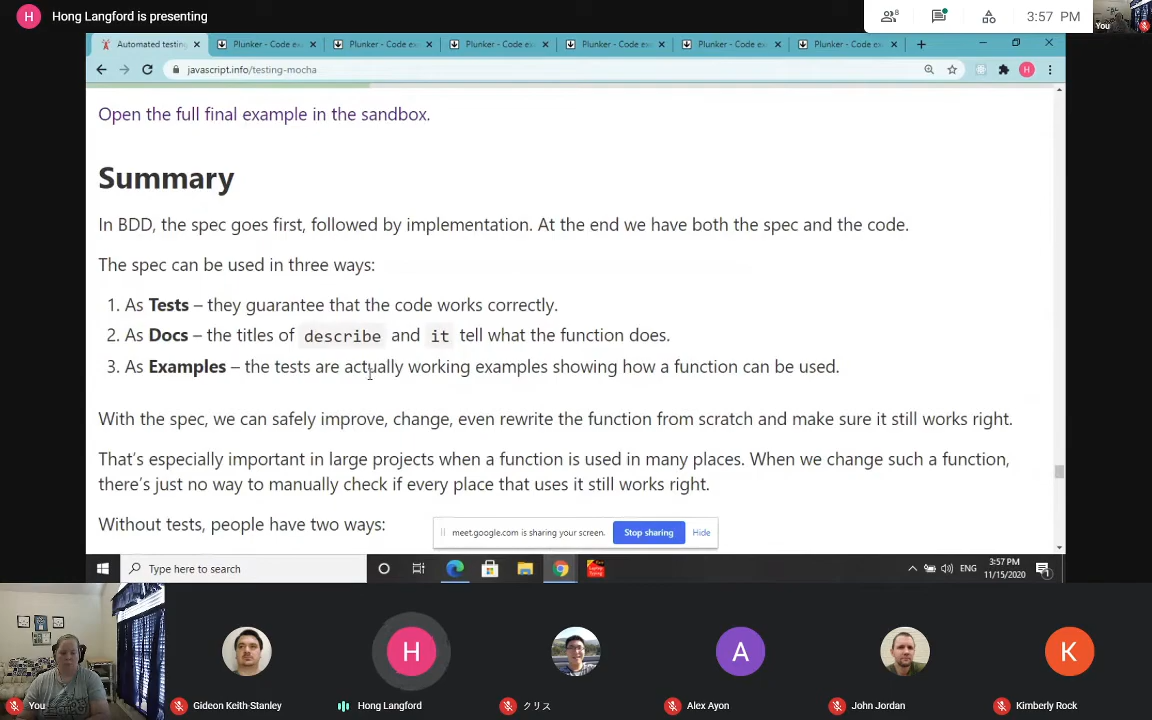 H Hong Langford is presenting
8
3:57 PM
You
Automated testin
Plunker - Code ex
Plunker - Code ex
Plunker - Code ex
Plunker - Code ex
Plunker - Code ex
Plunker - Code ex
javascript.info/testing-mocha
H
Open the full final example in the sandbox.
Summary
In BDD, the spec goes first, followed by implementation. At the end we have both the spec and the code.
The spec can be used in three ways:
1. As Tests – they guarantee that the code works correctly.
2. As Docs – the titles of describe and it tell what the function does.
3. As Examples – the tests are actually working examples showing how a function can be used.
With the spec, we can safely improve, change, even rewrite the function from scratch and make sure it still works right.
That's especially important in large projects when a function is used in many places. When we change such a function,
there's just no way to manually check if every place that uses it still works right.
Without tests, people have two ways:
meet.google.com is sharing your screen. Stop sharing Hide
Type here to search
ENG
3:57 PM
11/15/2020
1
H
A
K
You
Gideon Keith-Stanley
Hong Langford
クリス
Alex Ayon
John Jordan
Kimberly Rock